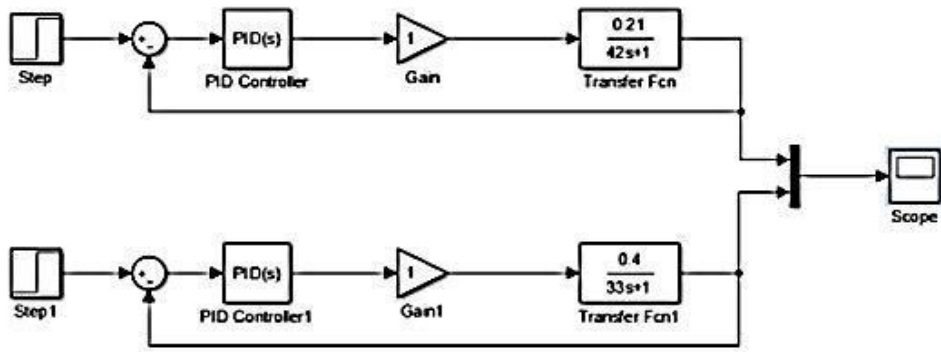 Step
+
-
PID(s)
PID Controller
1
Gain
0.21
42s+1
Transfer Fcn
Scope
Step1
+
-
PID(s)
PID Controller1
1
Gain1
0.4
33s+1
Transfer Fcn1